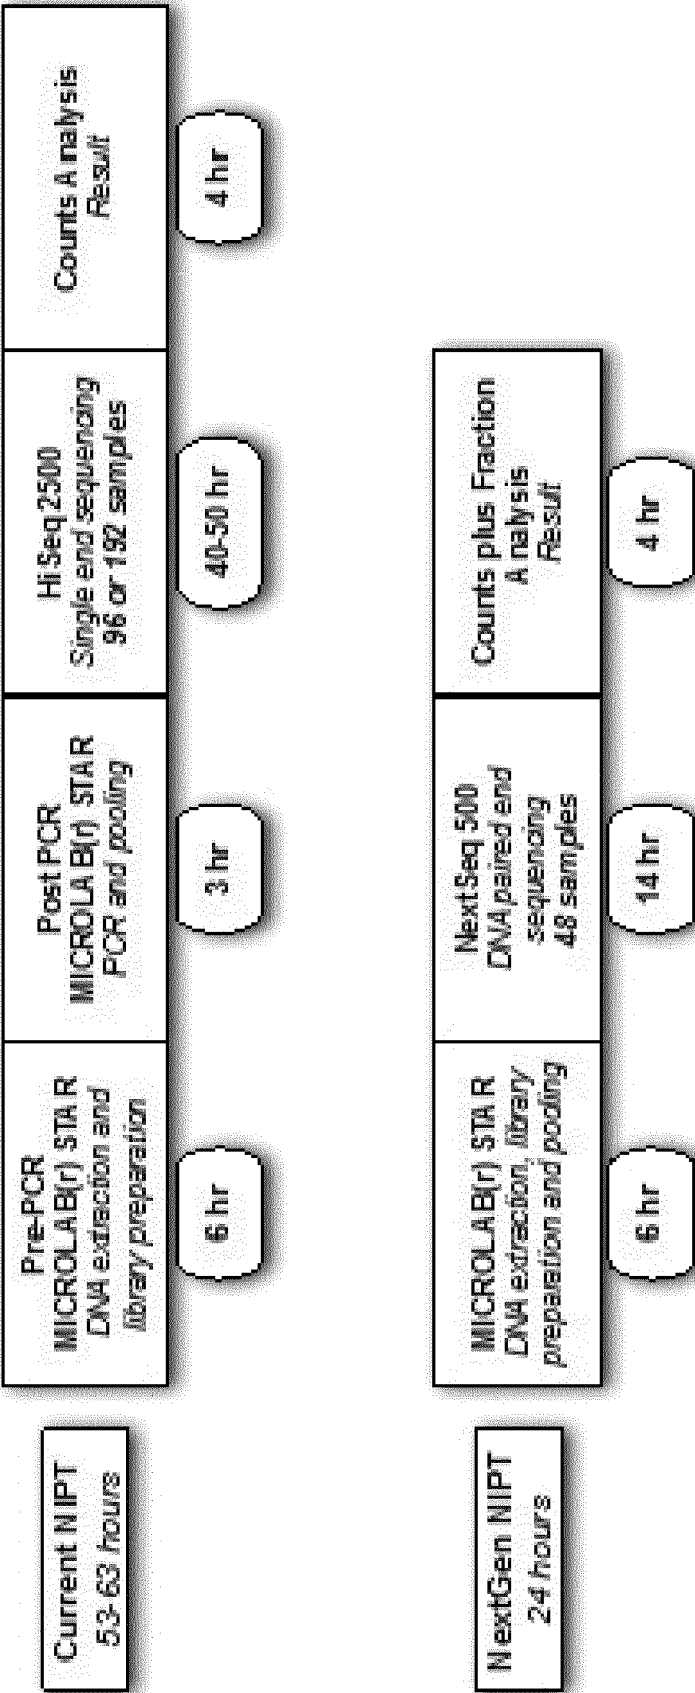 Current NIPT
53-63 hours
Pre-PCR
MICROLAB(r) STAR
DNA extraction and
library preparation
6 hr
Post PCR
MICROLAB(r) STAR
PCR and pooling
3 hr
HiSeq 2500
Single end sequencing
96 or 192 samples
40-50 hr
Counts Analysis
Result
4 hr
NextGen NIPT
24 hours
MICROLAB(r) STAR
DNA extraction, library
preparation and pooling
6 hr
NextSeq 500
DNA paired end
sequencing
48 samples
14 hr
Counts plus Fraction
Analysis
Result
4 hr